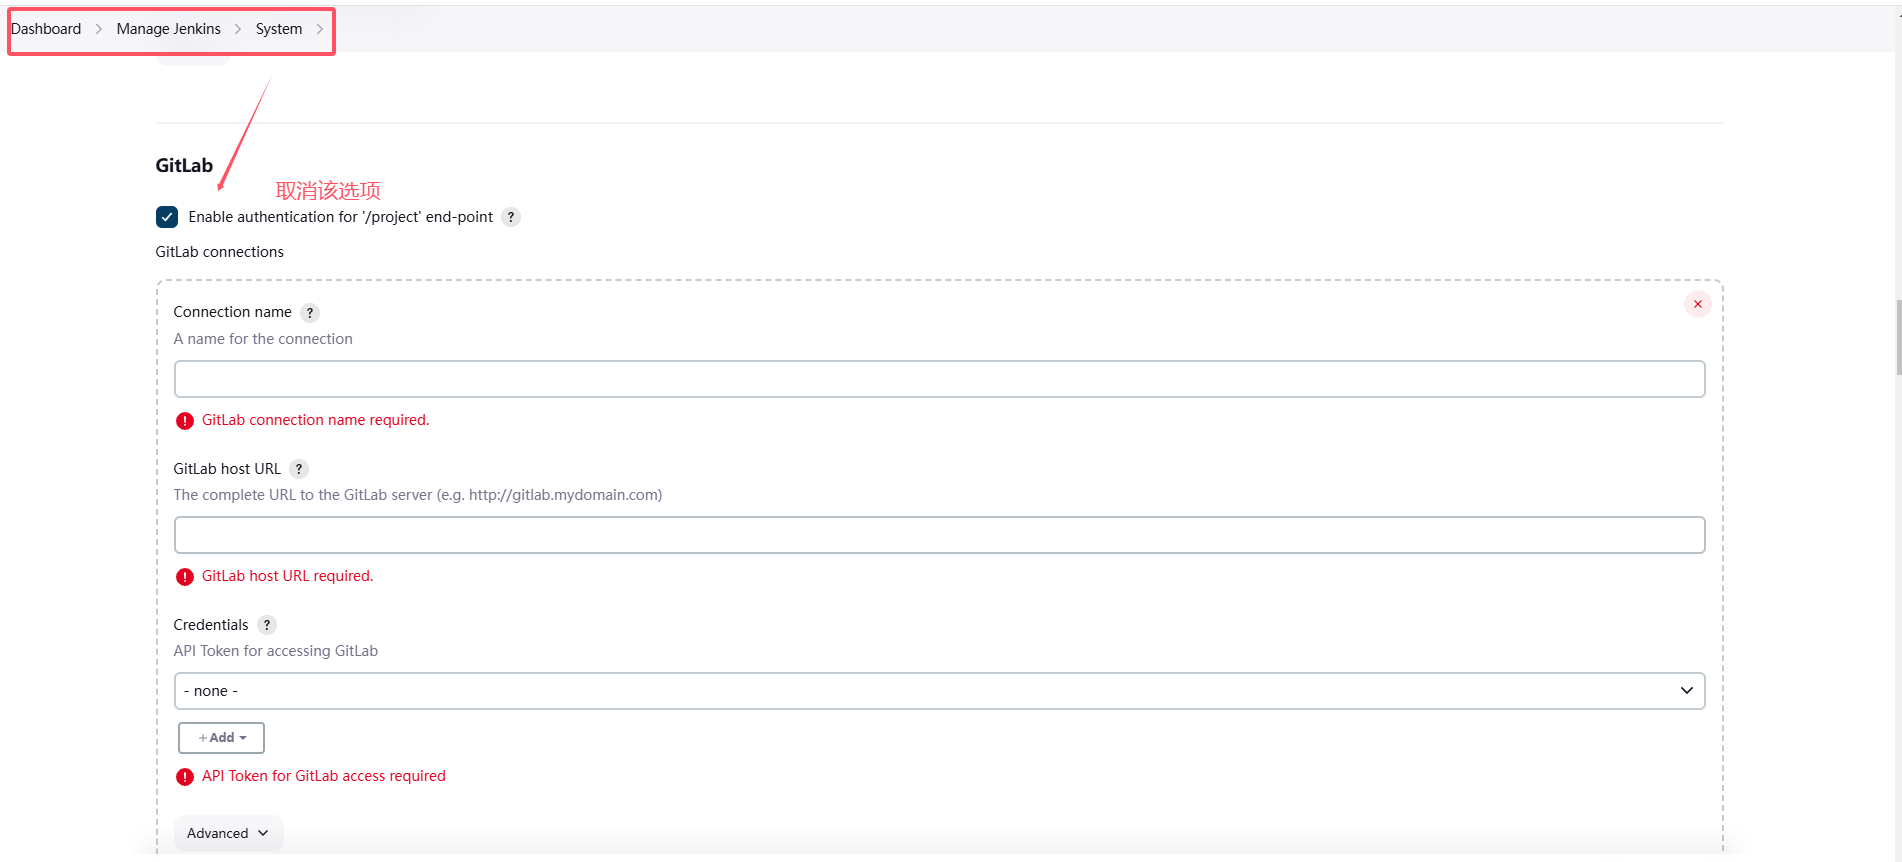 Dashboard > Manage Jenkins > System >
GitLab
取消该选项
Enable authentication for '/project' end-point ?
GitLab connections
Connection name ?
A name for the connection
GitLab connection name required.
GitLab host URL ?
The complete URL to the GitLab server (e.g. http://gitlab.mydomain.com)
GitLab host URL required.
Credentials ?
API Token for accessing GitLab
- none -
+ Add
API Token for GitLab access required
Advanced